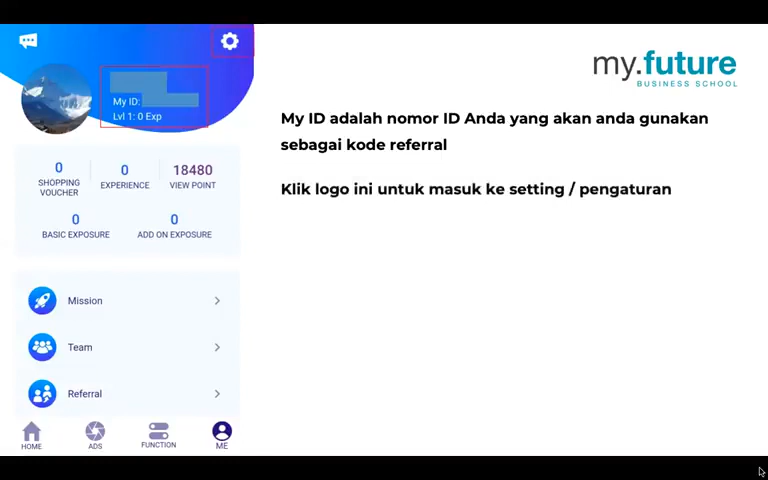 My ID:
Lvl 1: 0 Exp
0
SHOPPING
VOUCHER
0
EXPERIENCE
18480
VIEW POINT
0
BASIC EXPOSURE
0
ADD ON EXPOSURE
Mission
Team
Referral
HOME
ADS
FUNCTION
ME
my.future
BUSINESS SCHOOL
My ID adalah nomor ID Anda yang akan anda gunakan
sebagai kode referral
Klik logo ini untuk masuk ke setting / pengaturan